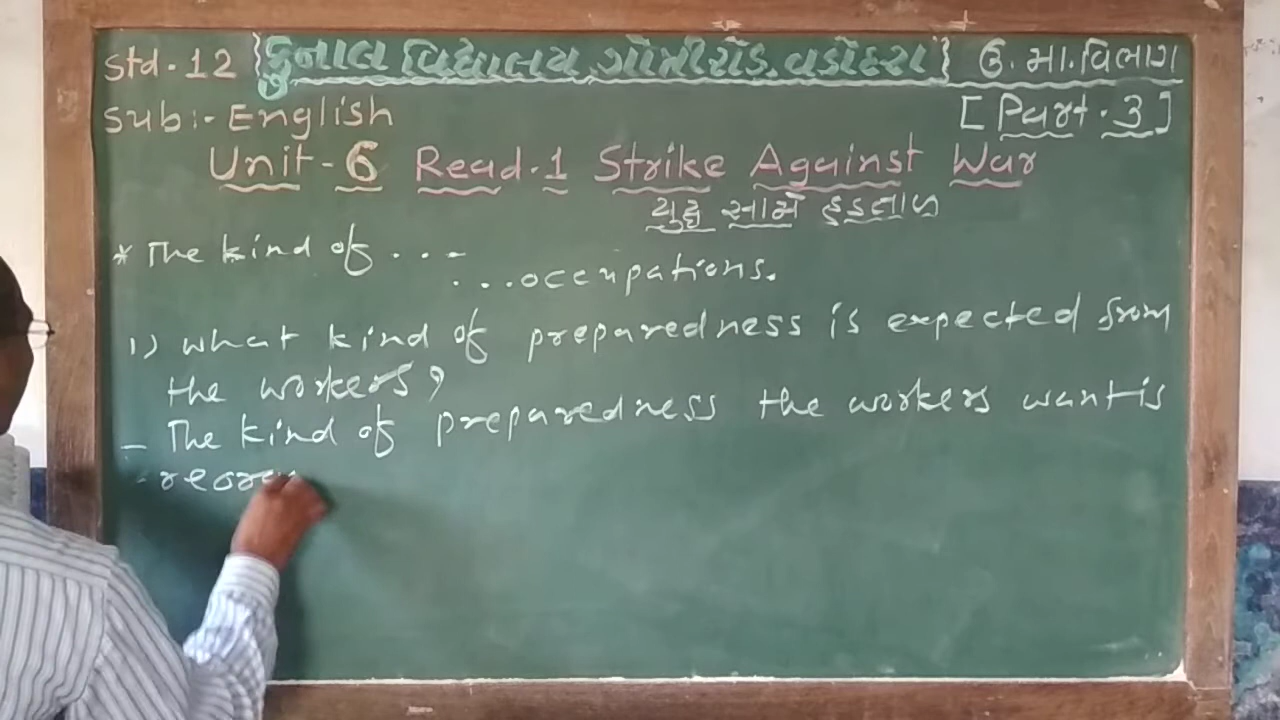 Std. 12 {કુનાલ વિદ્યાલય ગોત્રીરોડ વડોદરા} ઉ. મા. વિભાગ
Sub:- English [Part. 3]
Unit-6 Read.1 Strike Against War
યુદ્ધ સામે હડતાળ
* The kind of ....
...occupations.
1) What kind of preparedness is expected from
the workers?
- The kind of preparedness the workers want is